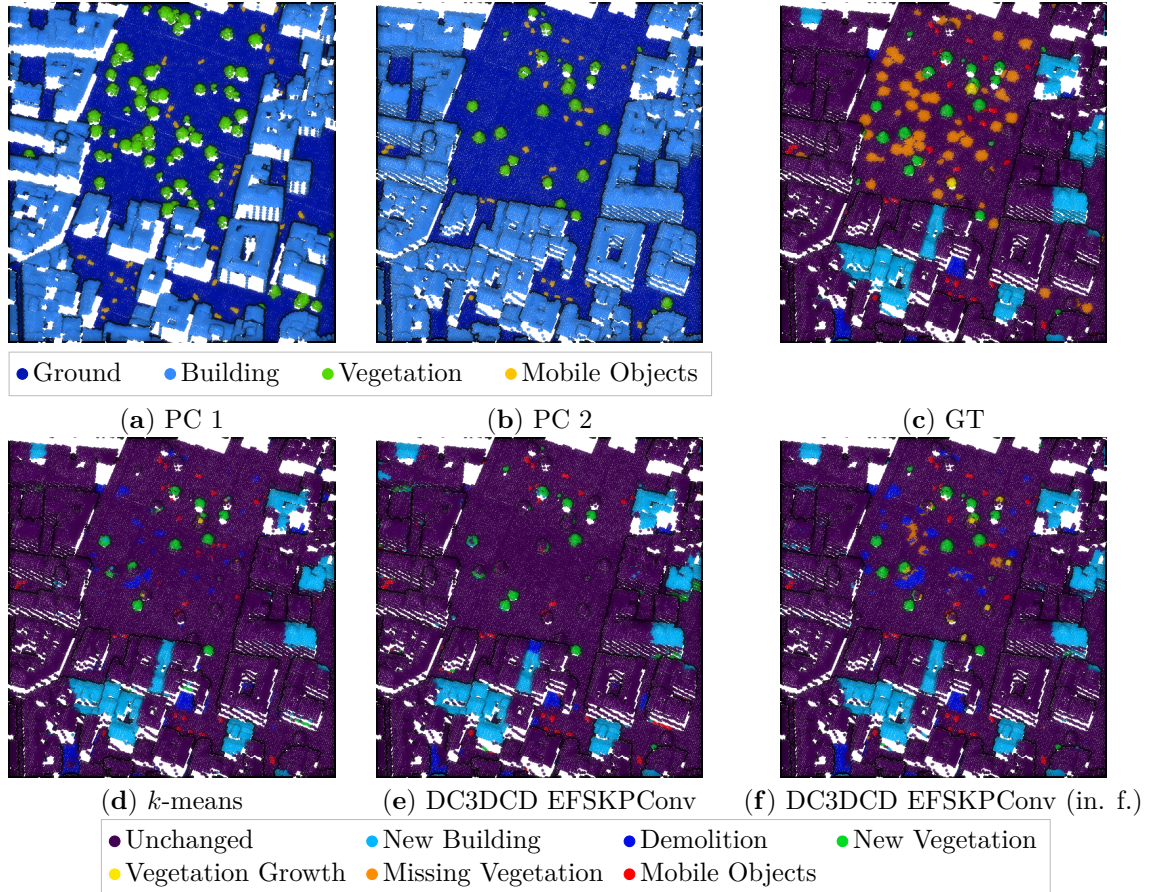 Ground Building Vegetation Mobile Objects
(a) PC 1 (b) PC 2 (c) GT
(d) k-means (e) DC3DCD EFSKPConv (f) DC3DCD EFSKPConv (in. f.)
Unchanged New Building Demolition New Vegetation
Vegetation Growth Missing Vegetation Mobile Objects